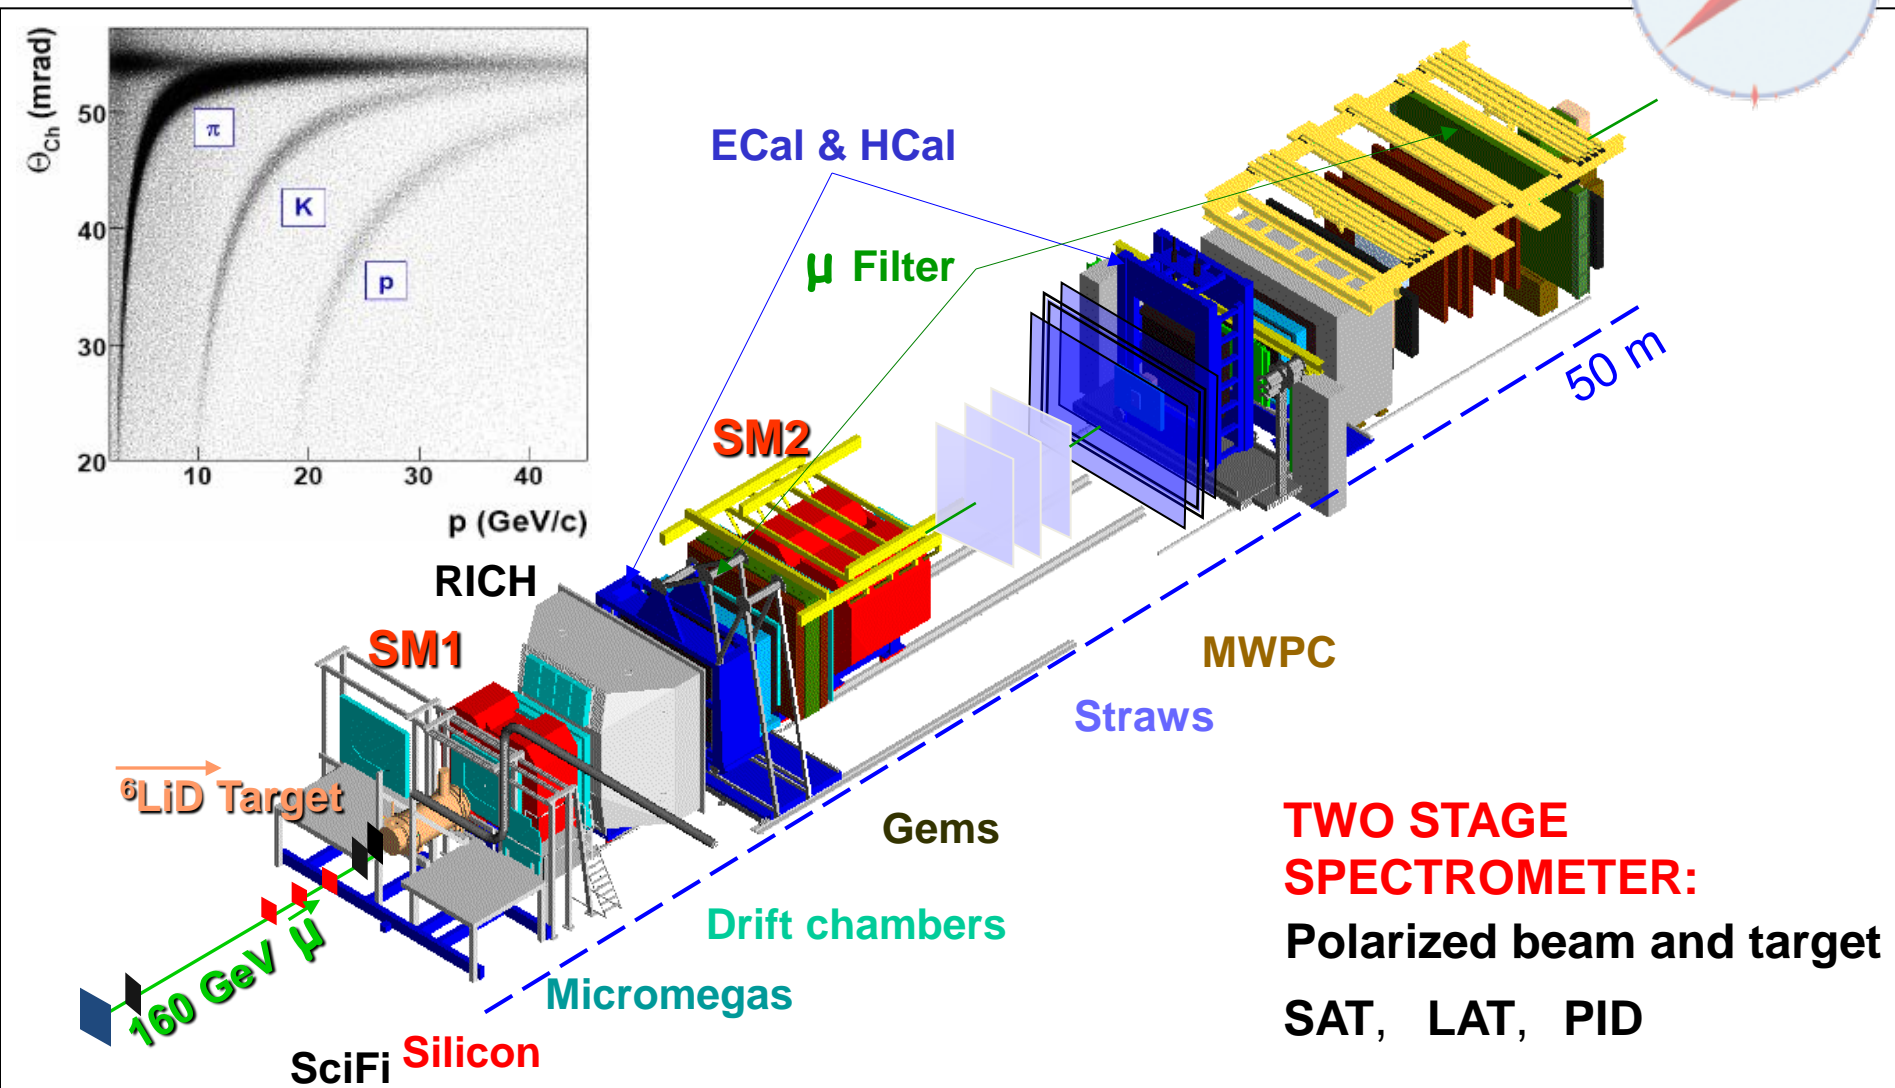 Θ_Ch (mrad)
50
40
30
20
10
20
30
40
p (GeV/c)
π
K
p
ECal & HCal
μ Filter
50 m
SM2
RICH
SM1
⁶LiD Target
160 GeV μ
MWPC
Straws
Gems
Drift chambers
Micromegas
Silicon
SciFi
TWO STAGE
SPECTROMETER:
Polarized beam and target
SAT, LAT, PID